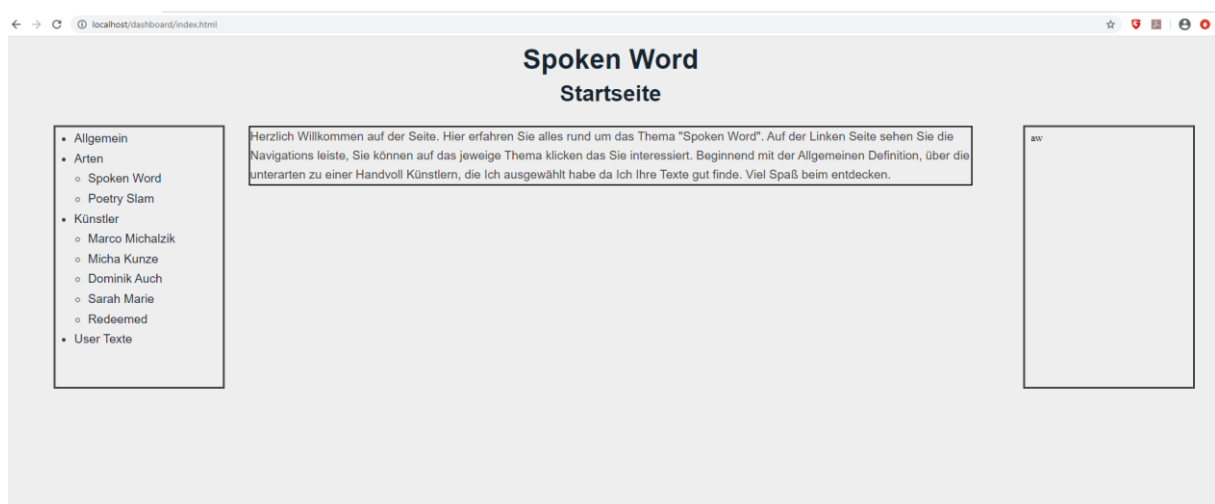 localhost/dashboard/index.html
Spoken Word
Startseite
Allgemein
Arten
Spoken Word
Poetry Slam
Künstler
Marco Michalzik
Micha Kunze
Dominik Auch
Sarah Marie
Redeemed
User Texte
Herzlich Willkommen auf der Seite. Hier erfahren Sie alles rund um das Thema "Spoken Word". Auf der Linken Seite sehen Sie die
Navigations leiste, Sie können auf das jeweige Thema klicken das Sie interessiert. Beginnend mit der Allgemeinen Definition, über die
unterarten zu einer Handvoll Künstlern, die Ich ausgewählt habe da Ich Ihre Texte gut finde. Viel Spaß beim entdecken.
aw